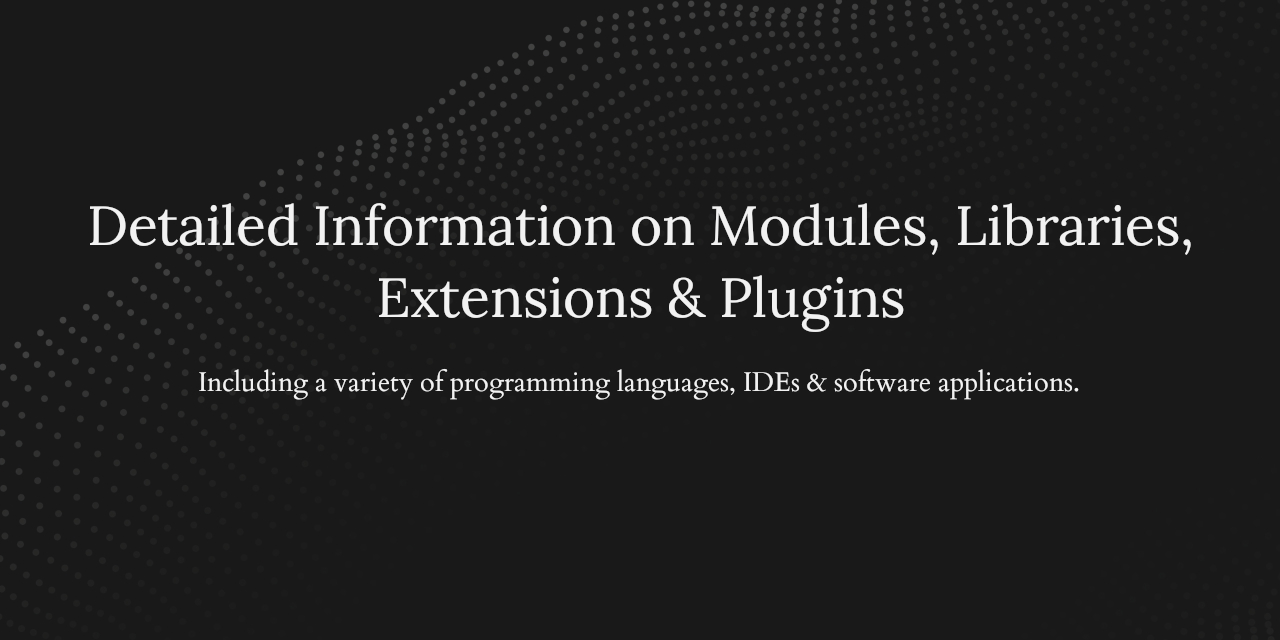 Detailed Information on Modules, Libraries,
Extensions & Plugins
Including a variety of programming languages, IDEs & software applications.